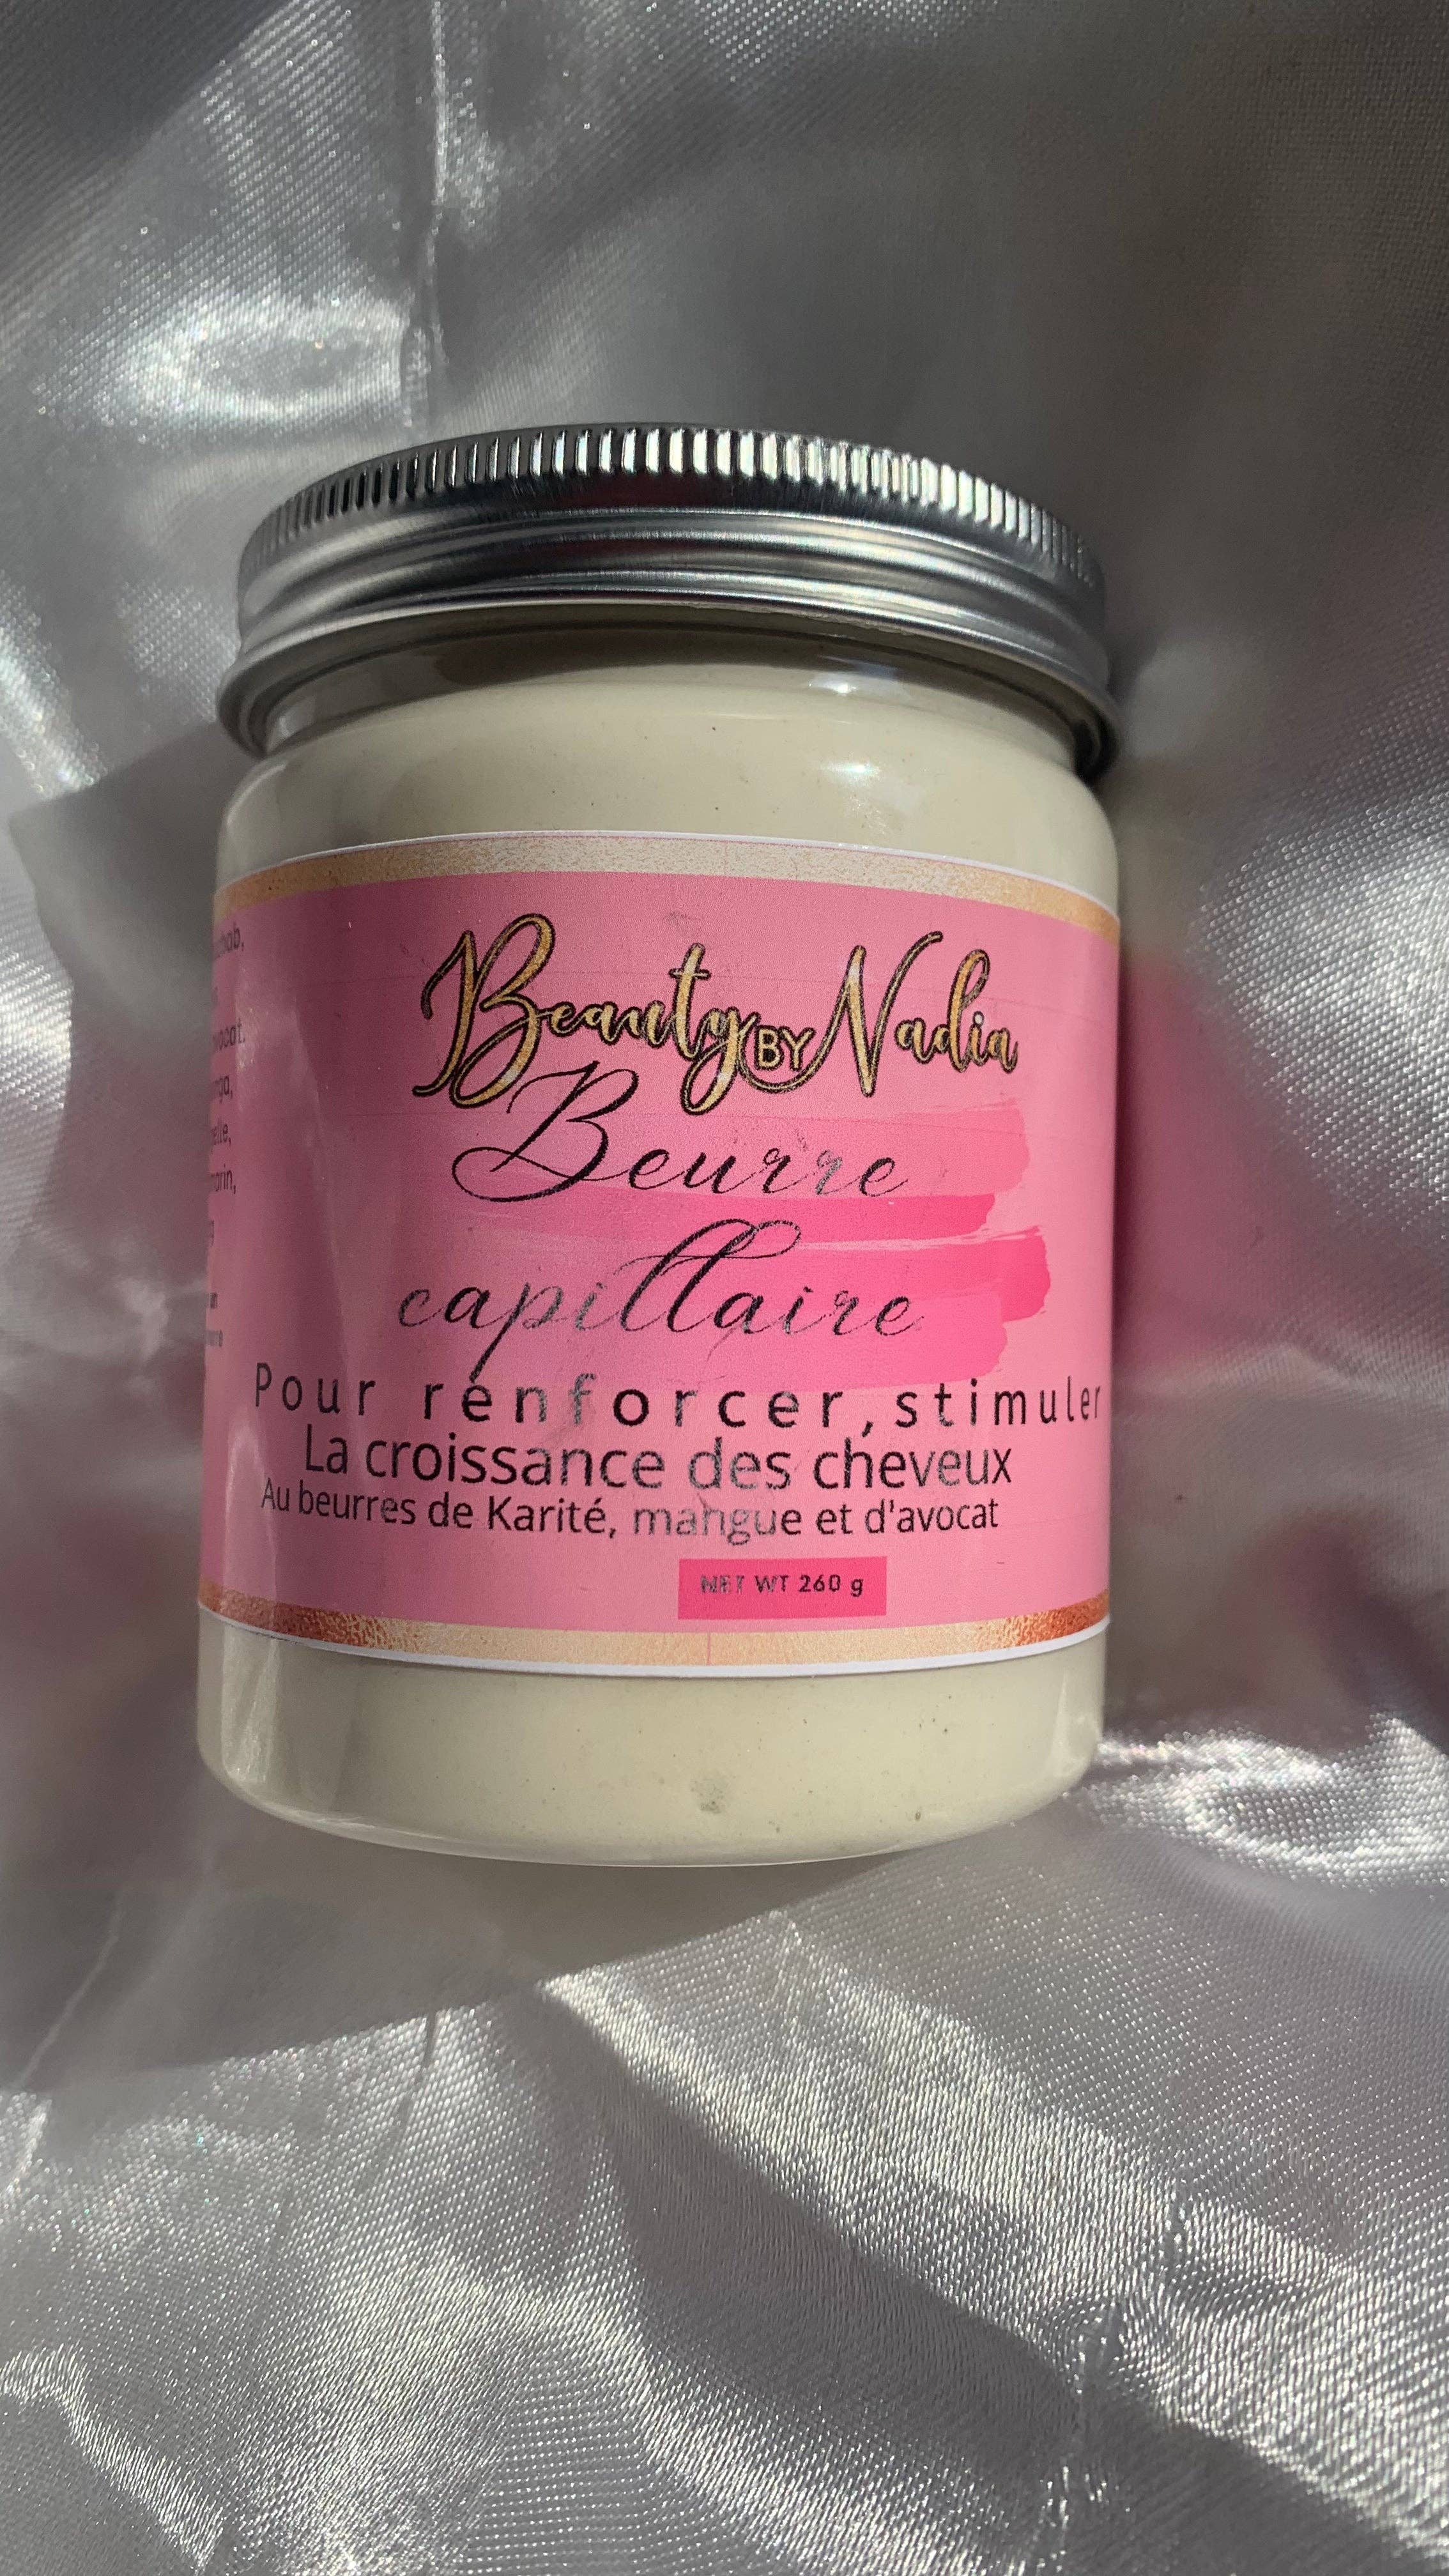 Beauty BY Nadia
Beurre
capillaire
Pour renforcer, stimuler
La croissance des cheveux
Au beurres de Karité, mangue et d'avocat
NET WT 260 g